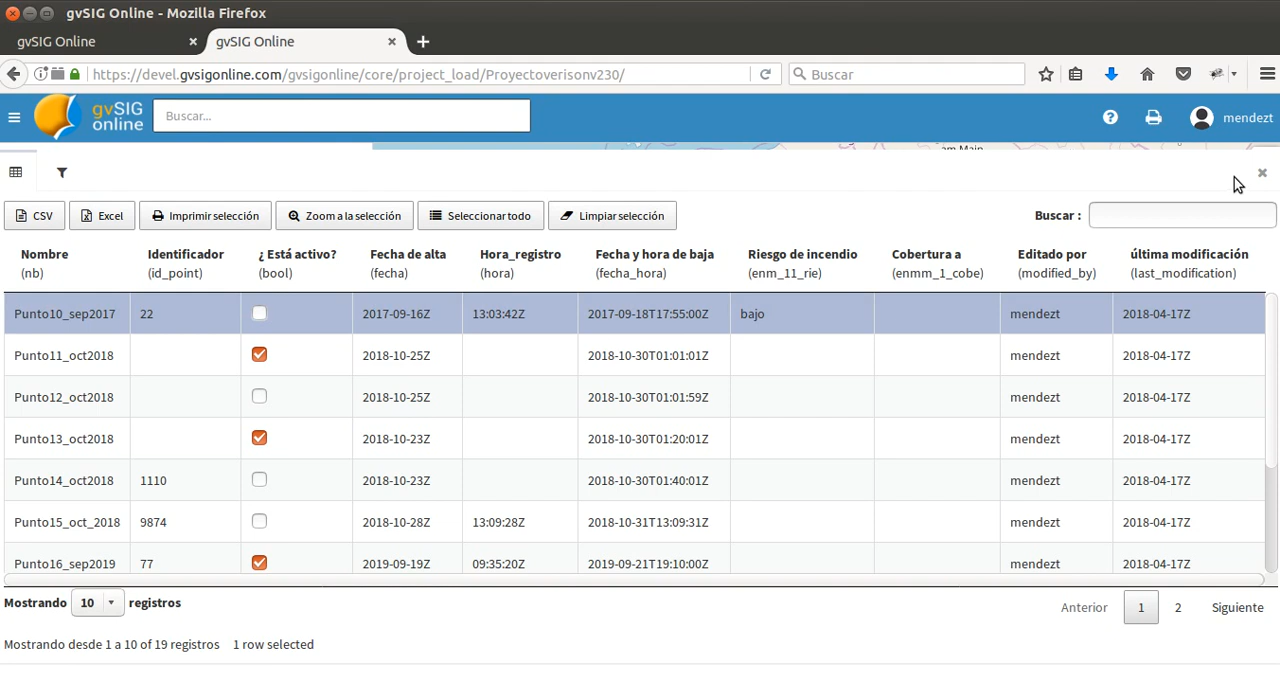 gvSIG Online - Mozilla Firefox
gvSIG Online gvSIG Online
https://devel.gvsigonline.com/gvsigonline/core/project_load/Proyectoverisonv230/ Buscar
gvSIG online Buscar... mendezt
am Main
CSV Excel Imprimir selección Zoom a la selección Seleccionar todo Limpiar selección Buscar :
Nombre Identificador ¿ Está activo? Fecha de alta Hora_registro Fecha y hora de baja Riesgo de incendio Cobertura a Editado por última modificación
(nb) (id_point) (bool) (fecha) (hora) (fecha_hora) (enm_11_rie) (enmm_1_cobe) (modified_by) (last_modification)
Punto10_sep2017 22 2017-09-16Z 13:03:42Z 2017-09-18T17:55:00Z bajo mendezt 2018-04-17Z
Punto11_oct2018 2018-10-25Z 2018-10-30T01:01:01Z mendezt 2018-04-17Z
Punto12_oct2018 2018-10-25Z 2018-10-30T01:01:59Z mendezt 2018-04-17Z
Punto13_oct2018 2018-10-23Z 2018-10-30T01:20:01Z mendezt 2018-04-17Z
Punto14_oct2018 1110 2018-10-23Z 2018-10-30T01:40:01Z mendezt 2018-04-17Z
Punto15_oct_2018 9874 2018-10-28Z 13:09:28Z 2018-10-31T13:09:31Z mendezt 2018-04-17Z
Punto16_sep2019 77 2019-09-19Z 09:35:20Z 2019-09-21T19:10:00Z mendezt 2018-04-17Z
Mostrando 10 registros Anterior 1 2 Siguiente
Mostrando desde 1 a 10 of 19 registros 1 row selected